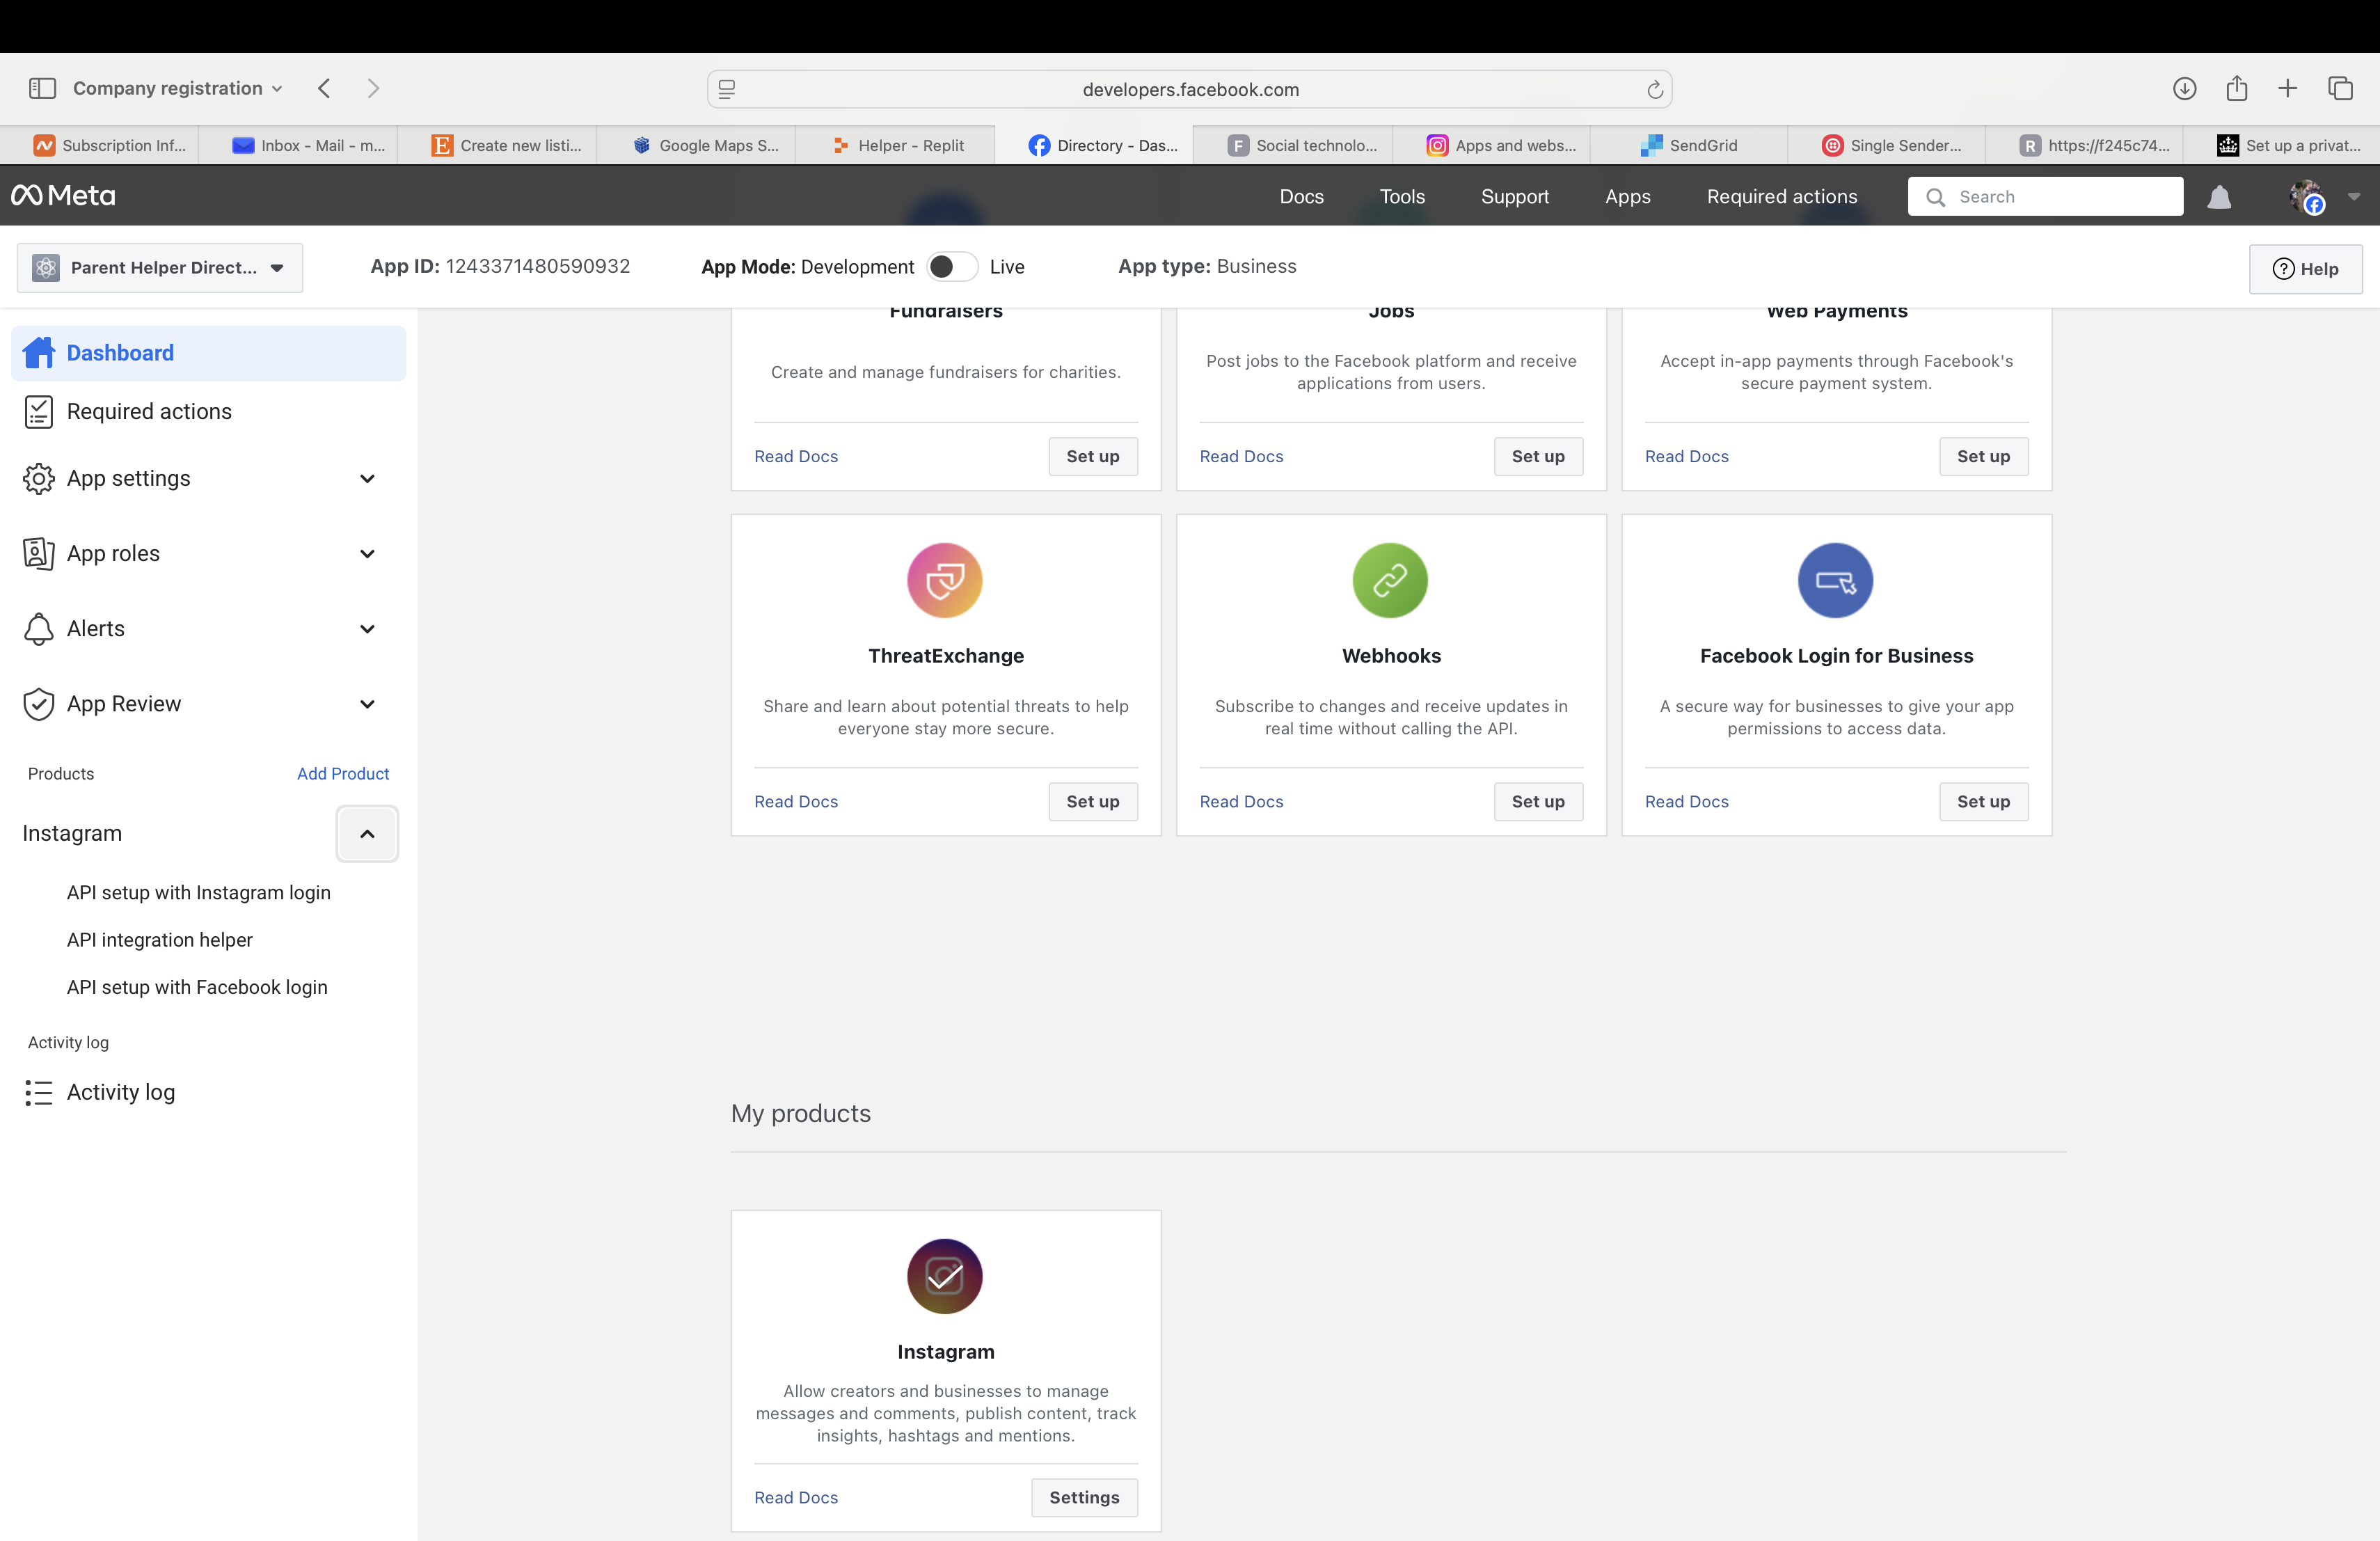 Company registration
developers.facebook.com
Subscription Inf...
Inbox - Mail - m...
Create new listi...
Google Maps S...
Helper - Replit
Directory - Das...
Social technolo...
Apps and webs...
SendGrid
Single Sender...
https://f245c74...
Set up a privat...
Meta
Docs
Tools
Support
Apps
Required actions
Search
Parent Helper Direct...
App ID: 1243371480590932
App Mode: Development
Live
App type: Business
Help
Dashboard
Required actions
App settings
App roles
Alerts
App Review
Products
Add Product
Instagram
API setup with Instagram login
API integration helper
API setup with Facebook login
Activity log
Activity log
Fundraisers
Create and manage fundraisers for charities.
Read Docs
Set up
Jobs
Post jobs to the Facebook platform and receive
applications from users.
Read Docs
Set up
Web Payments
Accept in-app payments through Facebook's
secure payment system.
Read Docs
Set up
ThreatExchange
Share and learn about potential threats to help
everyone stay more secure.
Read Docs
Set up
Webhooks
Subscribe to changes and receive updates in
real time without calling the API.
Read Docs
Set up
Facebook Login for Business
A secure way for businesses to give your app
permissions to access data.
Read Docs
Set up
My products
Instagram
Allow creators and businesses to manage
messages and comments, publish content, track
insights, hashtags and mentions.
Read Docs
Settings